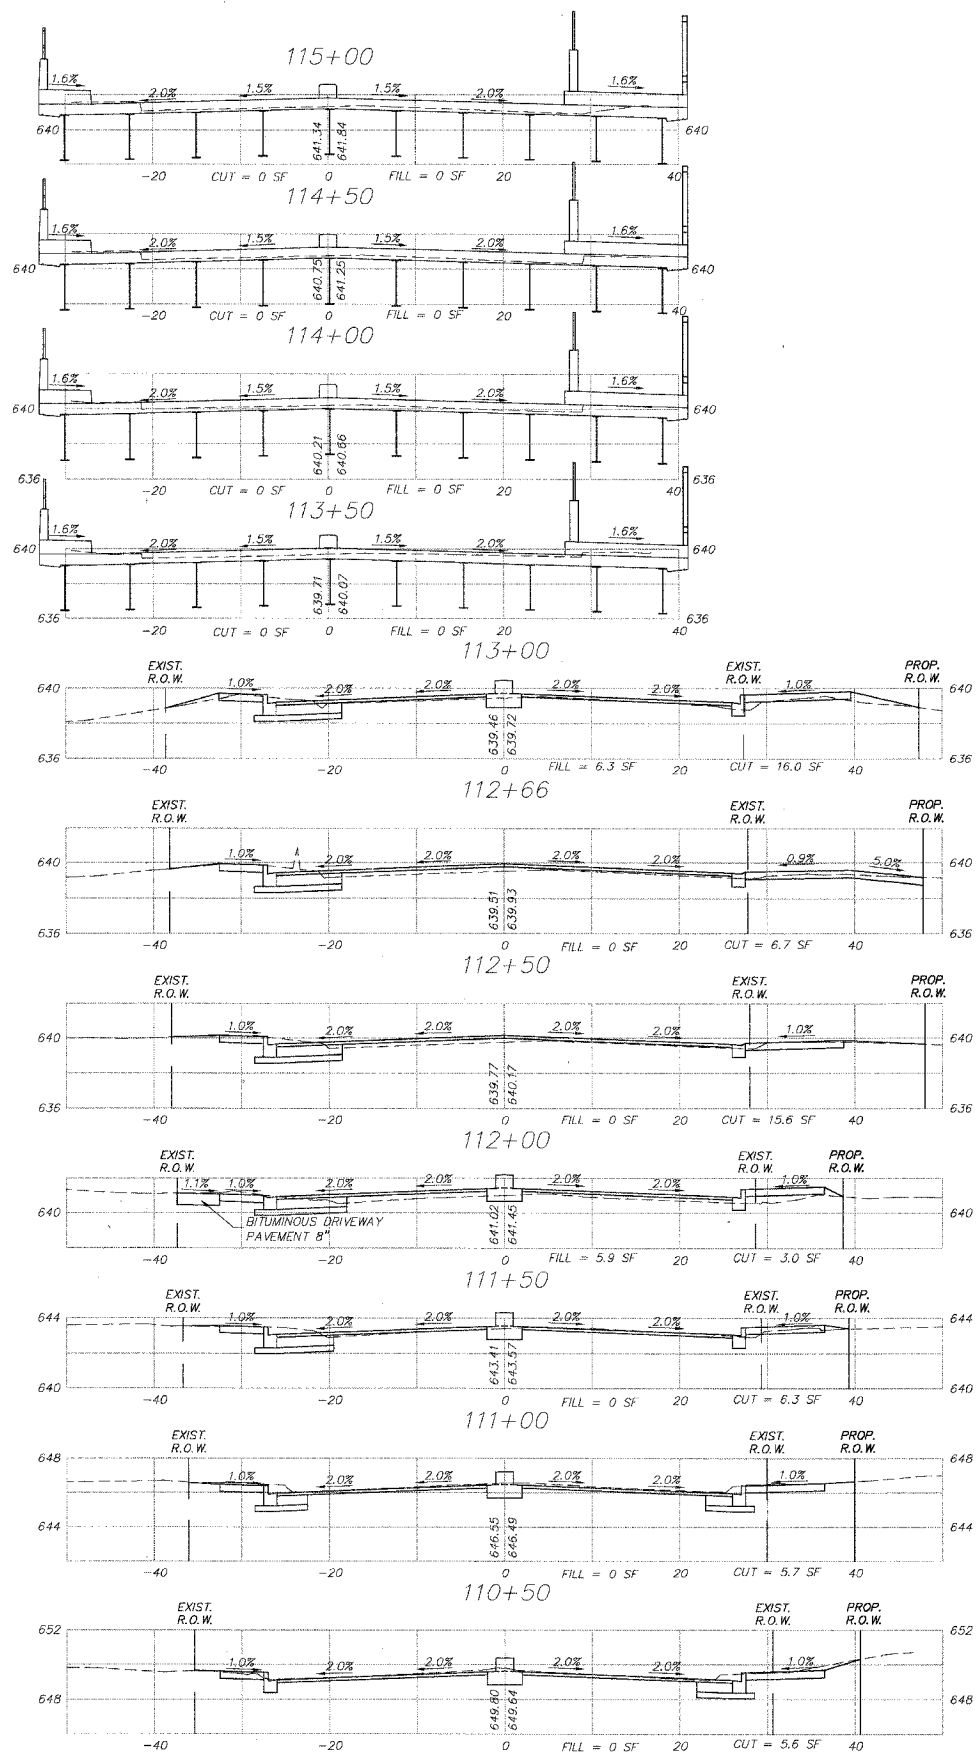 115+00
1.6% 2.0% 1.5% 1.5% 2.0% 1.6%
640 641.34 641.84 640
-20 CUT = 0 SF 0 FILL = 0 SF 20 40
114+50
1.6% 2.0% 1.5% 1.5% 2.0% 1.6%
640 640.75 641.25 640
-20 CUT = 0 SF 0 FILL = 0 SF 20 40
114+00
1.6% 2.0% 1.5% 1.5% 2.0% 1.6%
640 640.21 640.66 640
636 -20 CUT = 0 SF 0 FILL = 0 SF 20 40 636
113+50
1.6% 2.0% 1.5% 1.5% 2.0% 1.6%
640 639.71 640.07 640
636 636
-20 CUT = 0 SF 0 FILL = 0 SF 20 40
113+00
EXIST. R.O.W. EXIST. R.O.W. PROP. R.O.W.
640 1.0% 2.0% 2.0% 2.0% 2.0% 1.0% 640
639.46 639.72
636 636
-40 -20 0 FILL = 6.3 SF 20 CUT = 16.0 SF 40
112+66
EXIST. R.O.W. EXIST. R.O.W. PROP. R.O.W.
640 1.0% 2.0% 2.0% 2.0% 2.0% 0.9% 5.0% 640
639.51 639.93
636 636
-40 -20 0 FILL = 0 SF 20 CUT = 6.7 SF 40
112+50
EXIST. R.O.W. EXIST. R.O.W. PROP. R.O.W.
640 1.0% 2.0% 2.0% 2.0% 2.0% 1.0% 640
639.77 640.17
636 636
-40 -20 0 FILL = 0 SF 20 CUT = 15.6 SF 40
112+00
EXIST. R.O.W. EXIST. R.O.W. PROP. R.O.W.
1.1% 1.0% 2.0% 2.0% 2.0% 2.0% 1.0%
640 641.02 641.45 640
BITUMINOUS DRIVEWAY
PAVEMENT 8"
-40 -20 0 FILL = 5.9 SF 20 CUT = 3.0 SF 40
111+50
EXIST. R.O.W. EXIST. R.O.W. PROP. R.O.W.
644 1.0% 2.0% 2.0% 2.0% 2.0% 1.0% 644
643.41 643.57
640 640
-40 -20 0 FILL = 0 SF 20 CUT = 6.3 SF 40
111+00
EXIST. R.O.W. EXIST. R.O.W. PROP. R.O.W.
648 1.0% 2.0% 2.0% 2.0% 2.0% 1.0% 648
644 646.55 646.49 644
-40 -20 0 FILL = 0 SF 20 CUT = 5.7 SF 40
110+50
EXIST. R.O.W. EXIST. R.O.W. PROP. R.O.W.
652 652
1.0% 2.0% 2.0% 2.0% 2.0% 1.0%
648 649.80 649.64 648
-40 -20 0 FILL = 0 SF 20 CUT = 5.6 SF 40